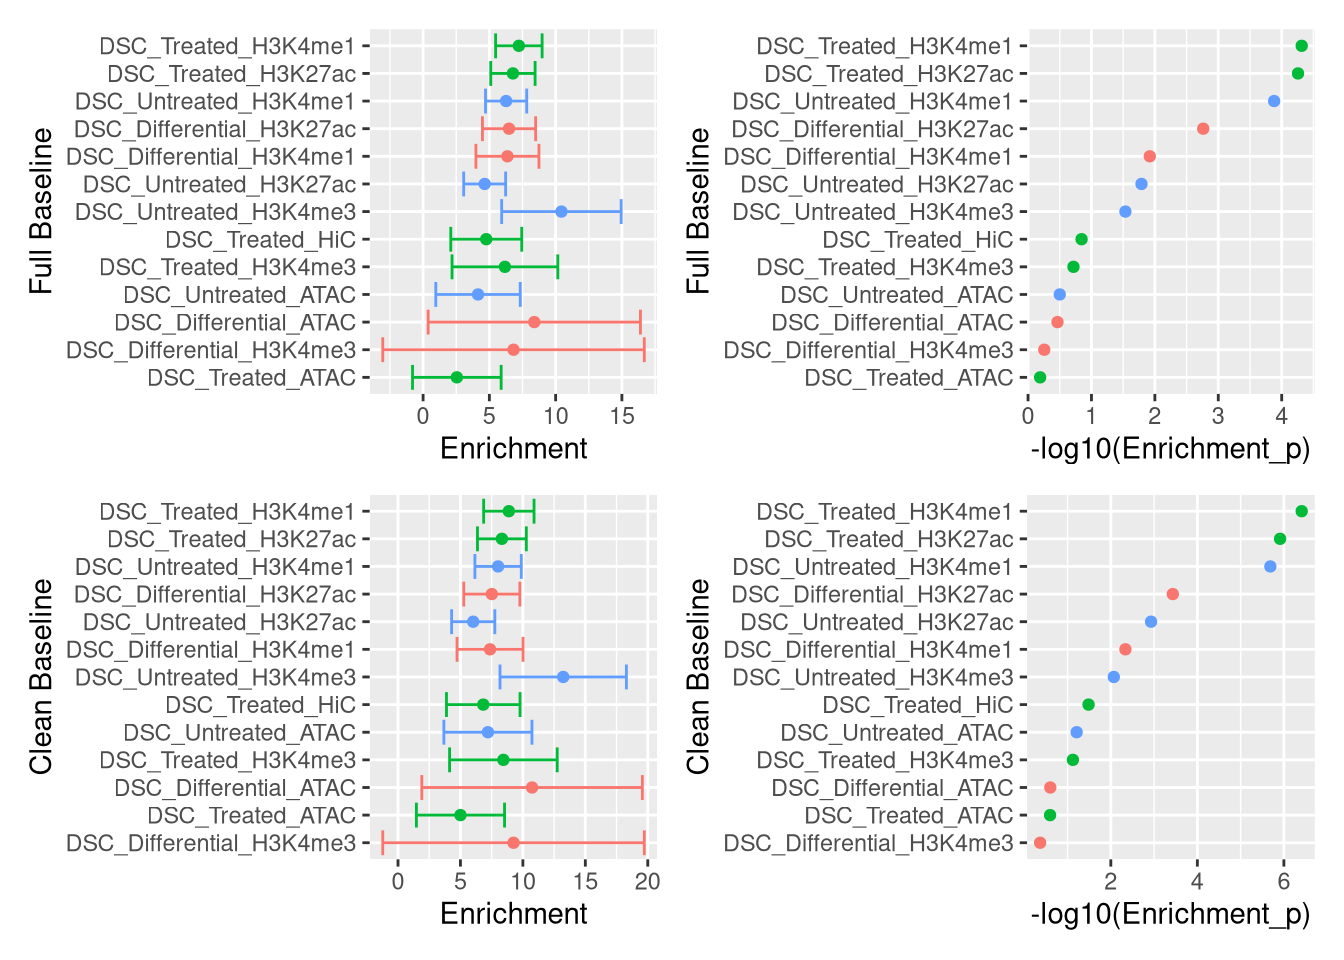 Full Baseline
DSC_Treated_H3K4me1
DSC_Treated_H3K27ac
DSC_Untreated_H3K4me1
DSC_Differential_H3K27ac
DSC_Differential_H3K4me1
DSC_Untreated_H3K27ac
DSC_Untreated_H3K4me3
DSC_Treated_HiC
DSC_Treated_H3K4me3
DSC_Untreated_ATAC
DSC_Differential_ATAC
DSC_Differential_H3K4me3
DSC_Treated_ATAC
0 5 10 15
Enrichment
Full Baseline
DSC_Treated_H3K4me1
DSC_Treated_H3K27ac
DSC_Untreated_H3K4me1
DSC_Differential_H3K27ac
DSC_Differential_H3K4me1
DSC_Untreated_H3K27ac
DSC_Untreated_H3K4me3
DSC_Treated_HiC
DSC_Treated_H3K4me3
DSC_Untreated_ATAC
DSC_Differential_ATAC
DSC_Differential_H3K4me3
DSC_Treated_ATAC
0 1 2 3 4
-log10(Enrichment_p)
Clean Baseline
DSC_Treated_H3K4me1
DSC_Treated_H3K27ac
DSC_Untreated_H3K4me1
DSC_Differential_H3K27ac
DSC_Untreated_H3K27ac
DSC_Differential_H3K4me1
DSC_Untreated_H3K4me3
DSC_Treated_HiC
DSC_Untreated_ATAC
DSC_Treated_H3K4me3
DSC_Differential_ATAC
DSC_Treated_ATAC
DSC_Differential_H3K4me3
0 5 10 15 20
Enrichment
Clean Baseline
DSC_Treated_H3K4me1
DSC_Treated_H3K27ac
DSC_Untreated_H3K4me1
DSC_Differential_H3K27ac
DSC_Untreated_H3K27ac
DSC_Differential_H3K4me1
DSC_Untreated_H3K4me3
DSC_Treated_HiC
DSC_Untreated_ATAC
DSC_Treated_H3K4me3
DSC_Differential_ATAC
DSC_Treated_ATAC
DSC_Differential_H3K4me3
2 4 6
-log10(Enrichment_p)